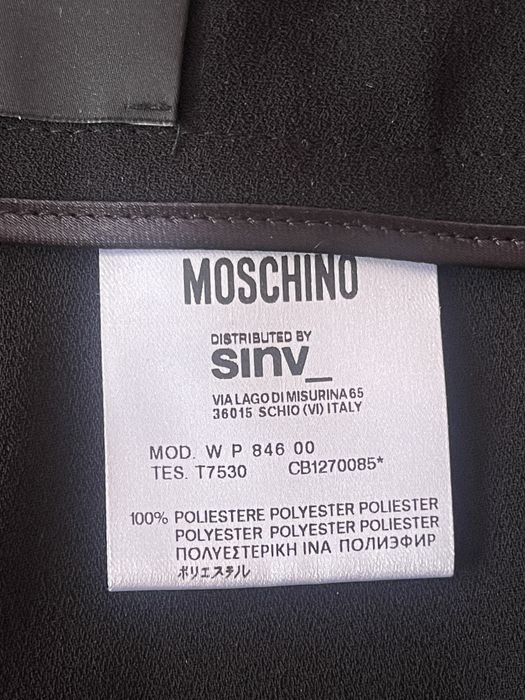 MOSCHINO
DISTRIBUTED BY
sinv_
VIA LAGO DI MISURINA 65
36015 SCHIO (VI) ITALY
MOD. W P 846 00
TES. T7530 CB1270085*
100% POLIESTERE POLYESTER POLIESTER
POLYESTER POLYESTER POLIESTER
ΠΟΛΥΕΣΤΕΡΙΚΗ ΙΝΑ ПОЛИЭФИР
ポリエステル